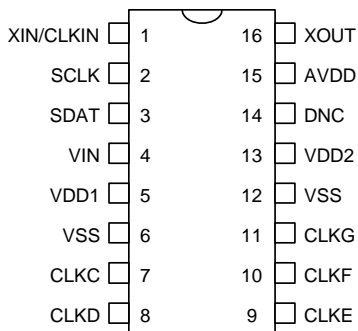 XIN/CLKIN 1 16 XOUT
SCLK 2 15 AVDD
SDAT 3 14 DNC
VIN 4 13 VDD2
VDD1 5 12 VSS
VSS 6 11 CLKG
CLKC 7 10 CLKF
CLKD 8 9 CLKE